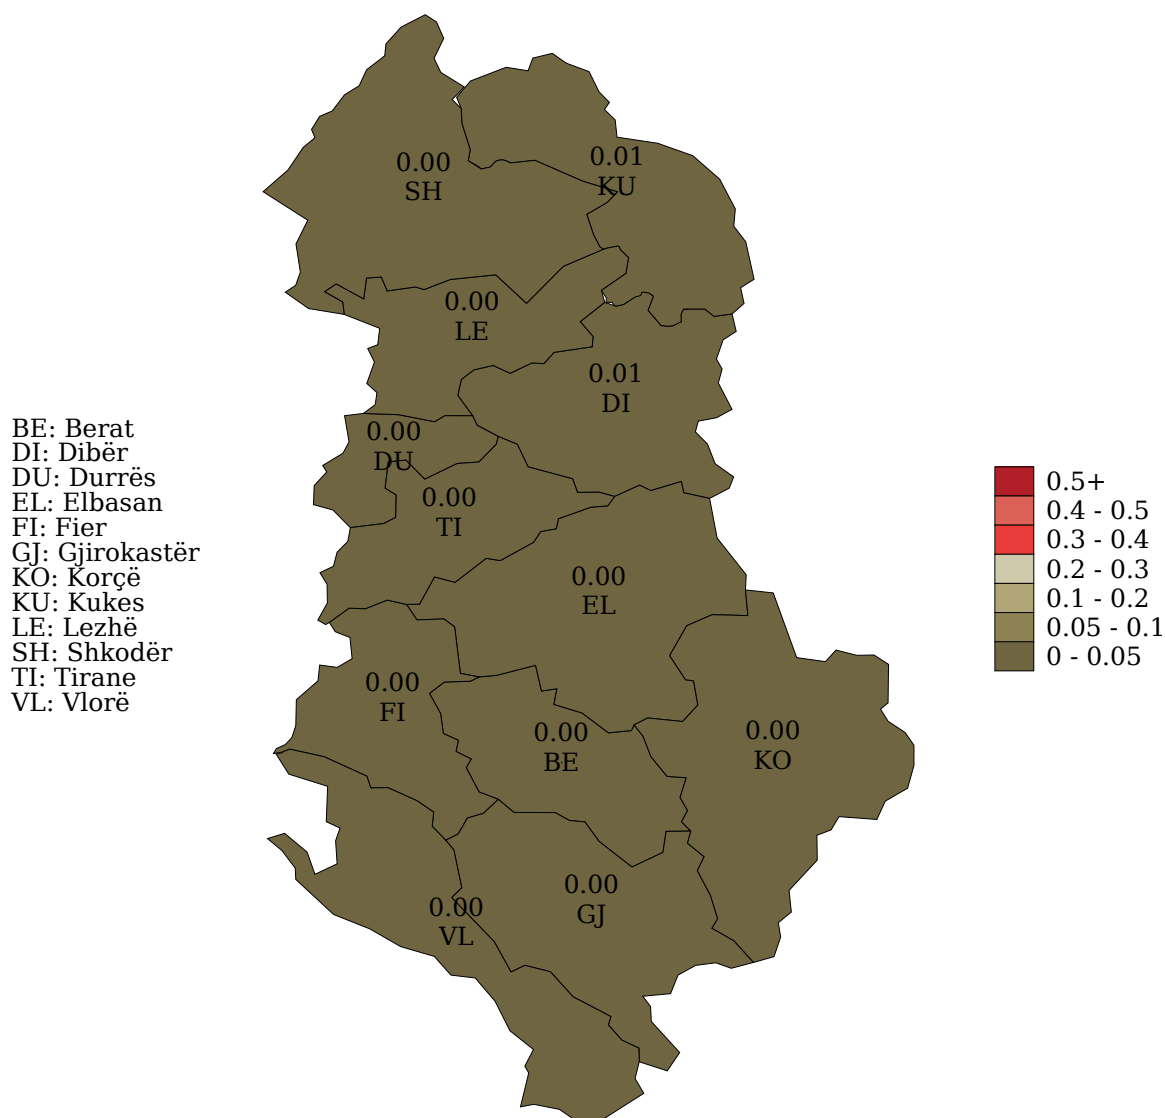 0.00
SH
0.01
KU
0.00
LE
0.01
DI
0.00
DU
0.00
TI
0.00
EL
0.00
FI
0.00
BE
0.00
KO
0.00
GJ
0.00
VL
BE: Berat
DI: Dibër
DU: Durrës
EL: Elbasan
FI: Fier
GJ: Gjirokastër
KO: Korçë
KU: Kukes
LE: Lezhë
SH: Shkodër
TI: Tirane
VL: Vlorë
0.5+
0.4 - 0.5
0.3 - 0.4
0.2 - 0.3
0.1 - 0.2
0.05 - 0.1
0 - 0.05